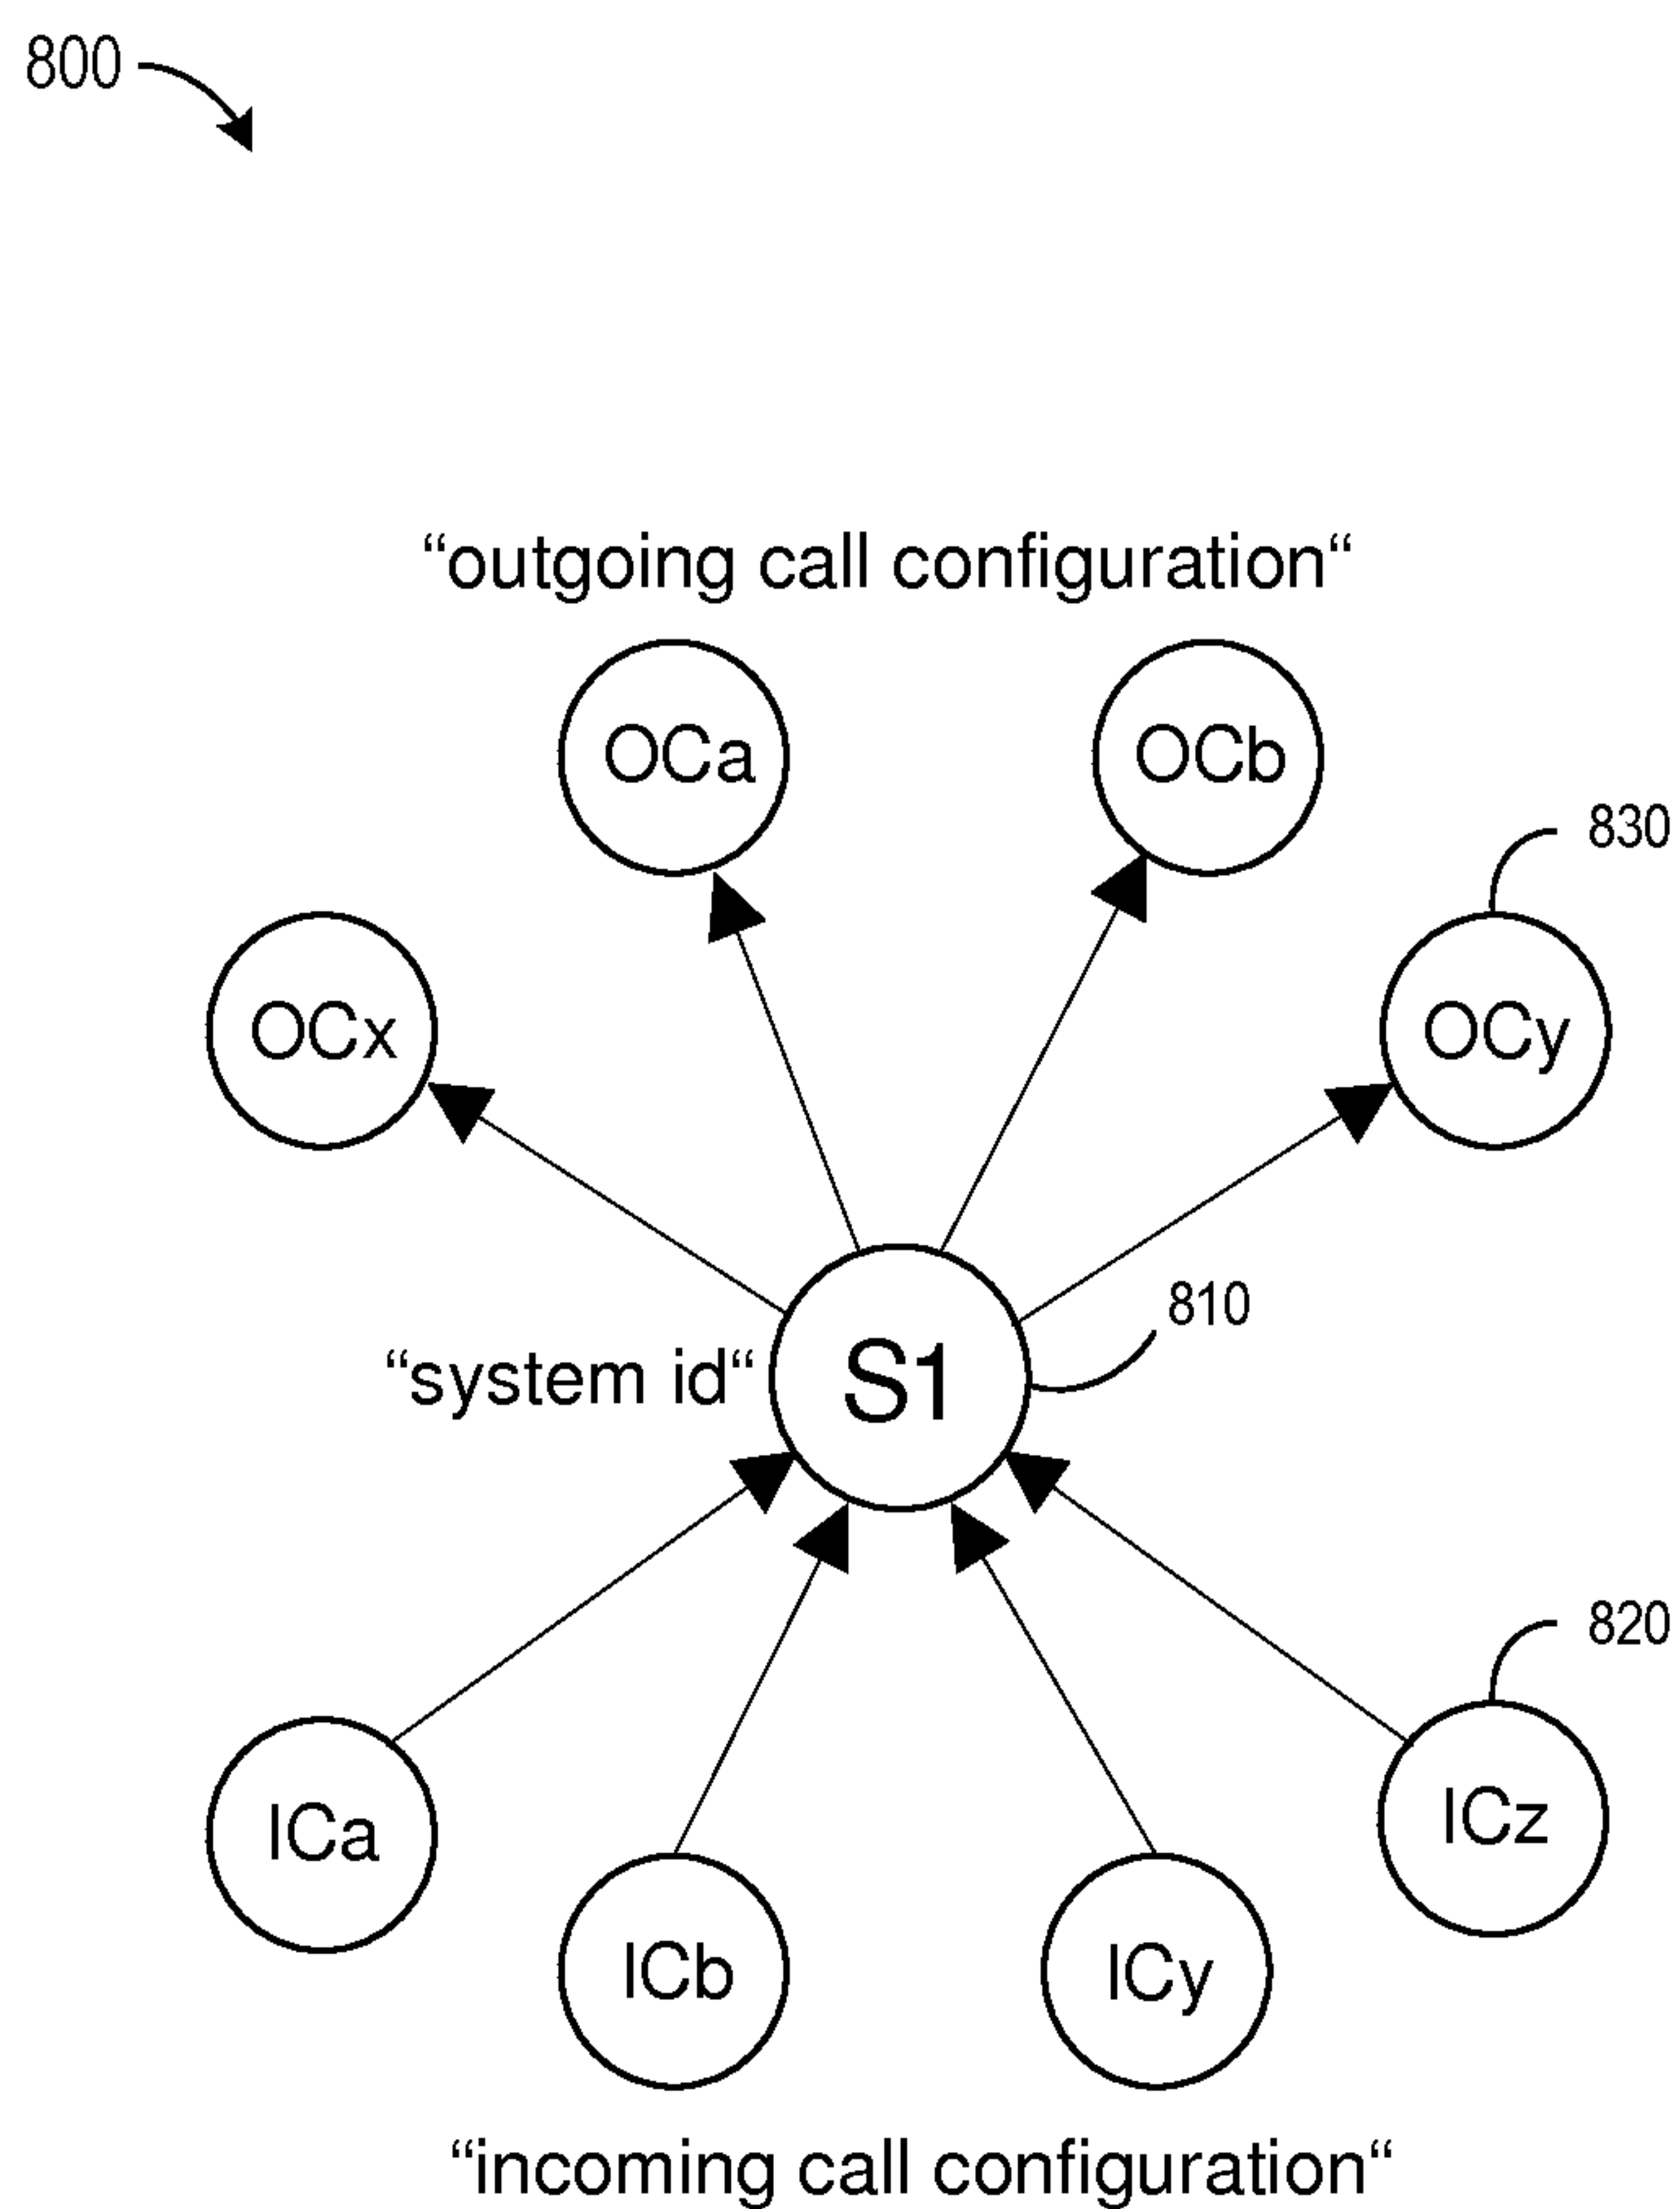 800
“outgoing call configuration“
OCa
OCb
830
OCx
OCy
810
“system id“
S1
820
ICa
ICz
ICb
ICy
“incoming call configuration“